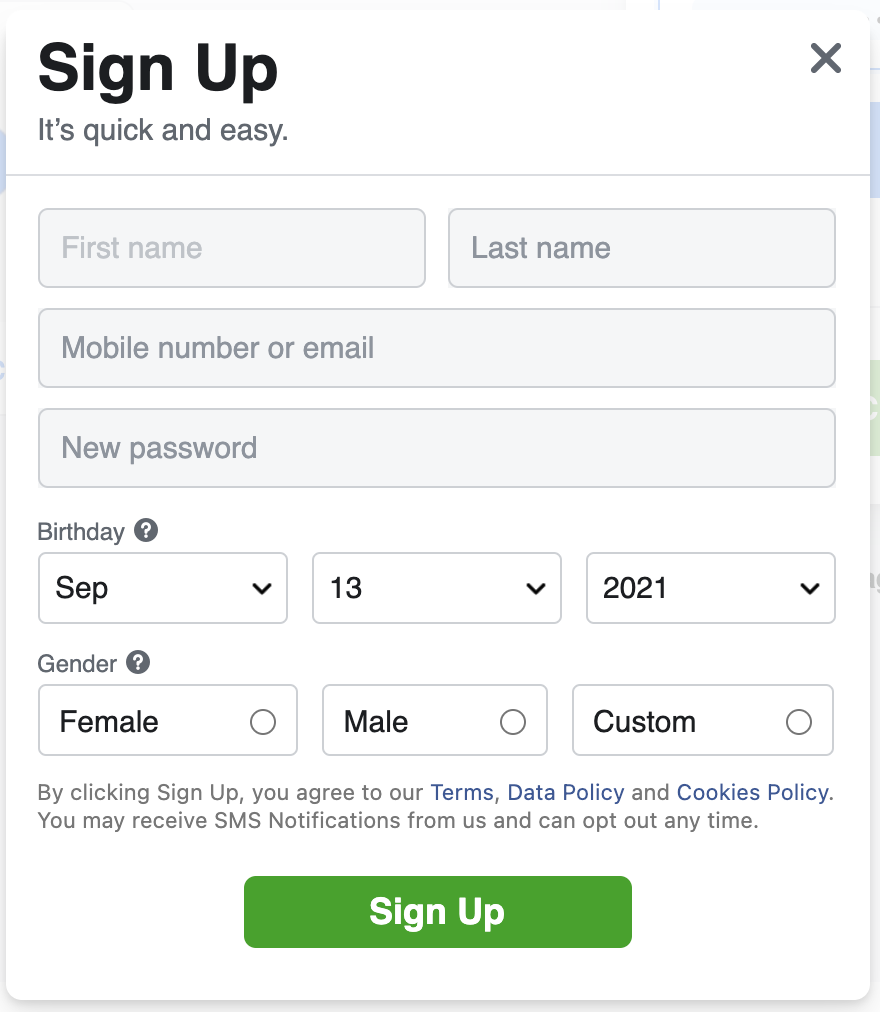 Sign Up
It's quick and easy.
First name Last name
Mobile number or email
New password
Birthday
Sep 13 2021
Gender
Female Male Custom
By clicking Sign Up, you agree to our Terms, Data Policy and Cookies Policy.
You may receive SMS Notifications from us and can opt out any time.
Sign Up